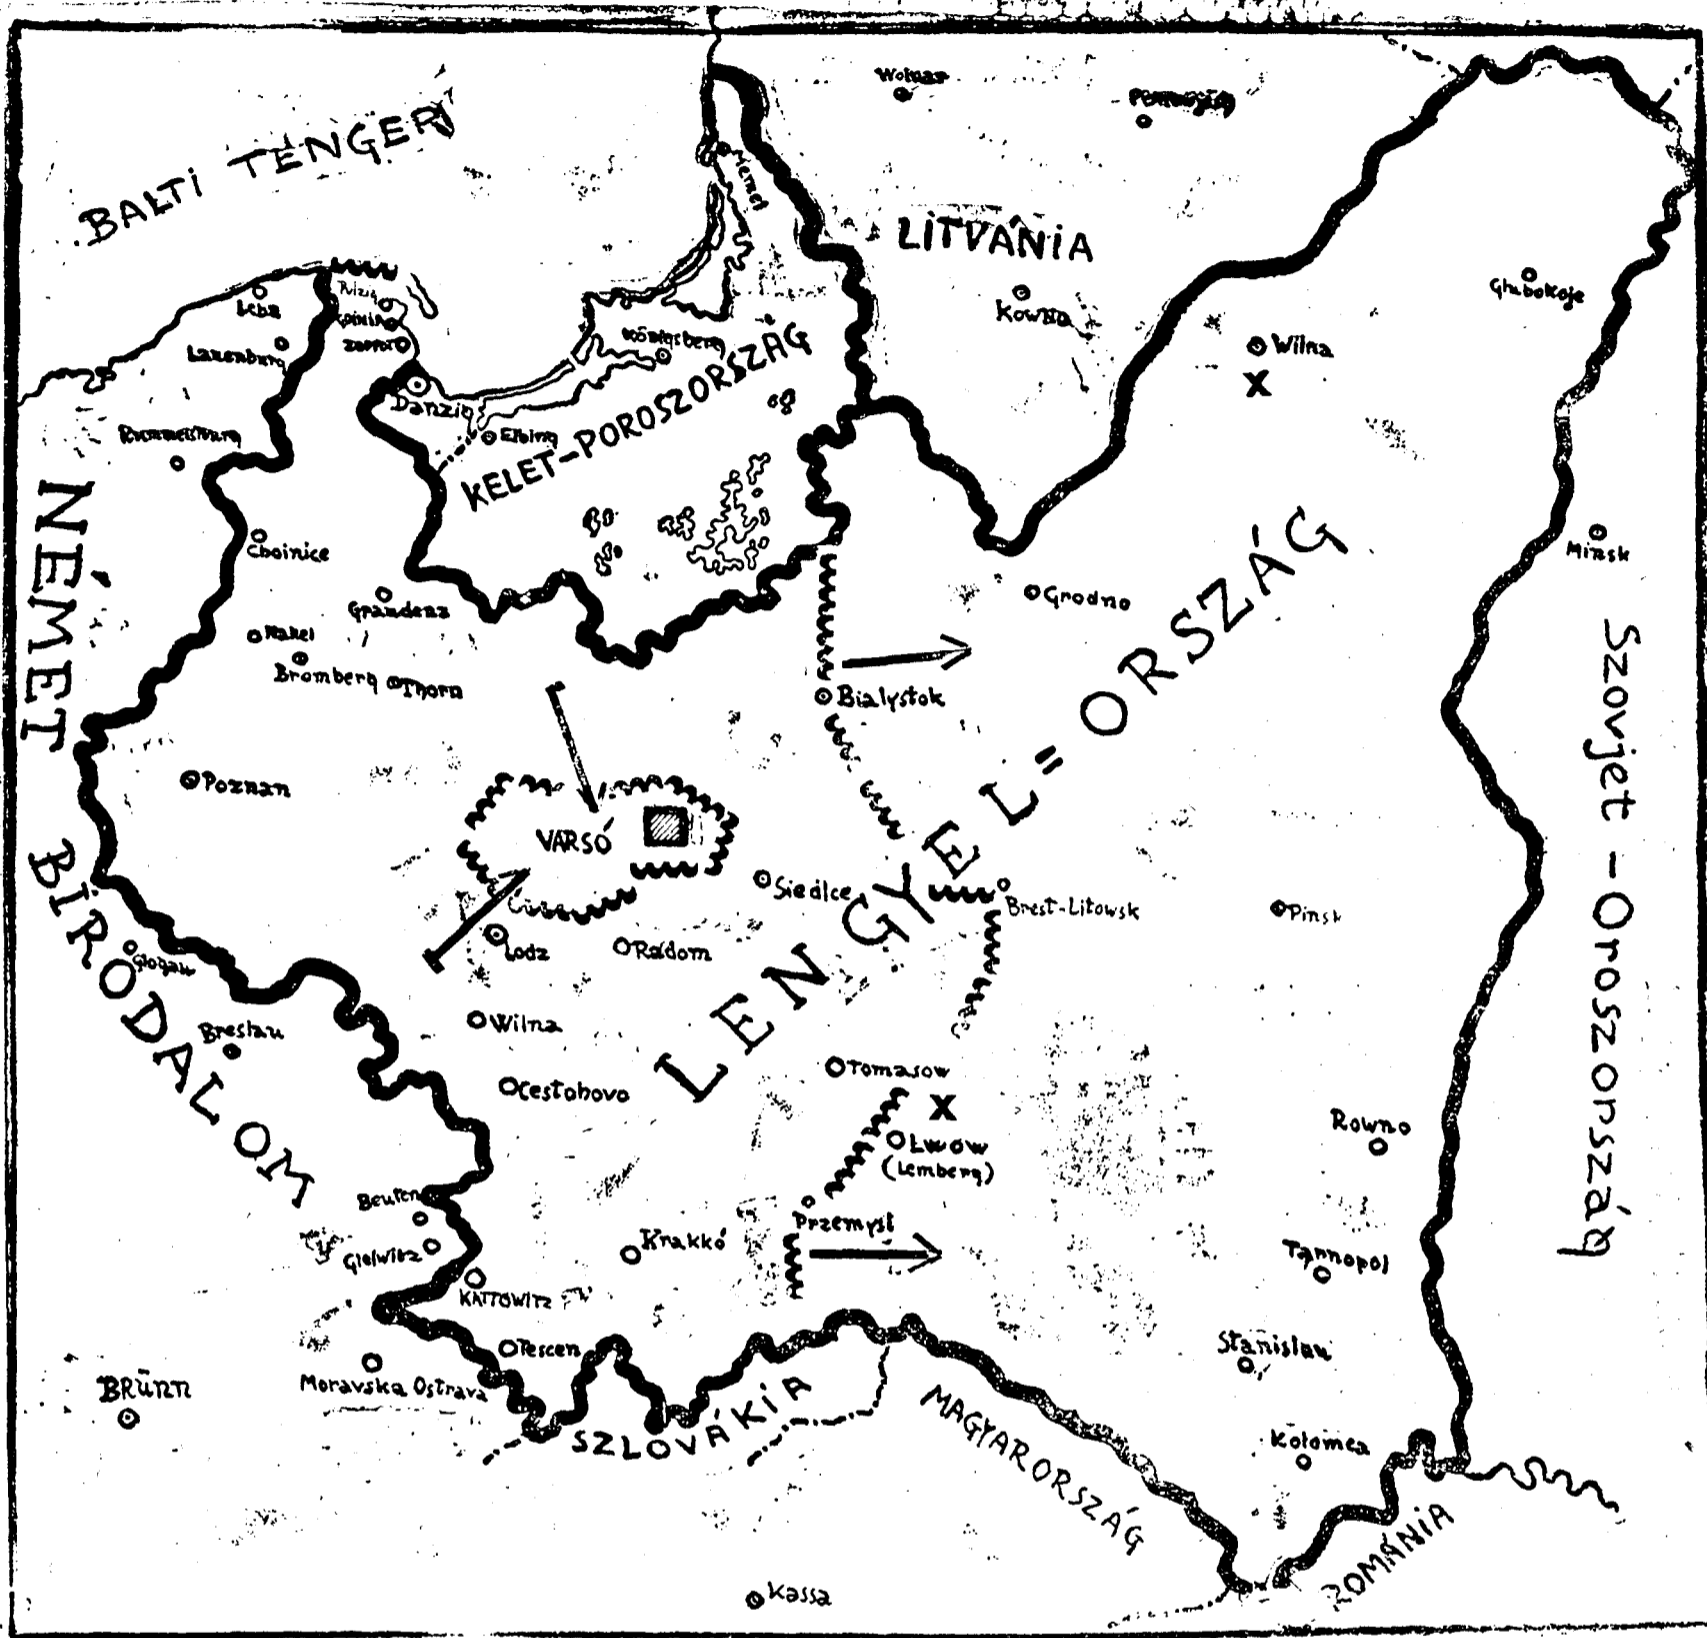 BALTI TENGER
LITVÁNIA
Memel
Kowno
Glubokoje
Leba
Lauenburg
Zoppot
Königsberg
Wilna
X
Danzig
Elbing
KELET-POROSZORSZÁG
Rummelsburg
NÉMET BIRODALOM
Choinice
Graudenz
Nakel
Bromberg
Thorn
Grodno
Minsk
Szovjet-Oroszország
Bialystok
LENGYEL=ORSZÁG
Poznan
VARSÓ
Siedlce
Brest-Litowsk
Pinsk
Glogau
Lodz
Radom
Breslau
Wilna
Tomasow
Cestohovo
X
Lwow
(Lemberg)
Rowno
Beuten
Przemysl
Gleiwitz
Krakkó
Tarnopol
KATTOWITZ
Tescen
Stanislau
BRÜNN
Moravska Ostrava
SZLOVÁKIA
MAGYARORSZÁG
Kolomea
ROMÁNIA
Kassa